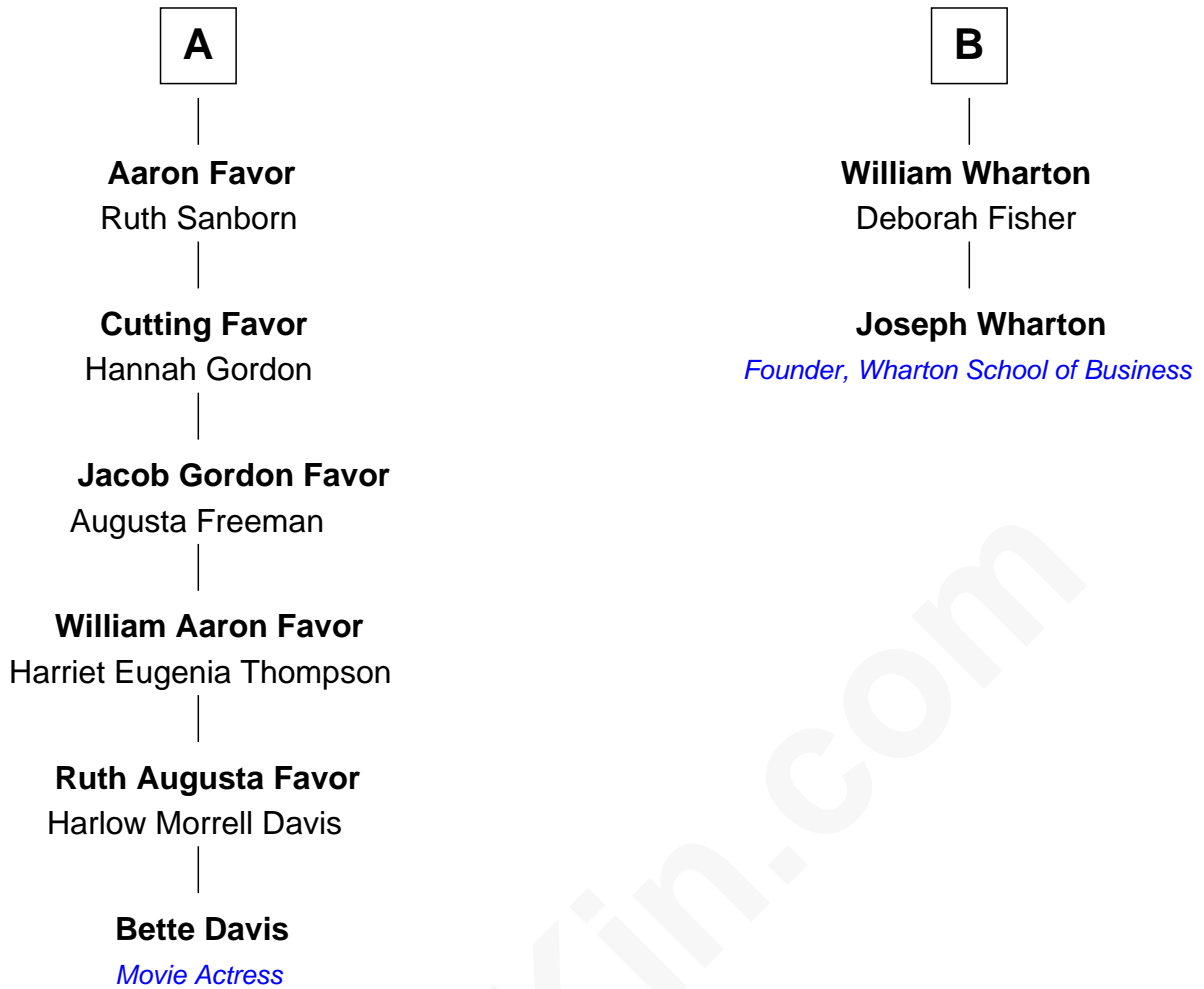 A
Aaron Favor
Ruth Sanborn
Cutting Favor
Hannah Gordon
Jacob Gordon Favor
Augusta Freeman
William Aaron Favor
Harriet Eugenia Thompson
Ruth Augusta Favor
Harlow Morrell Davis
Bette Davis
Movie Actress
B
William Wharton
Deborah Fisher
Joseph Wharton
Founder, Wharton School of Business
Kin.com